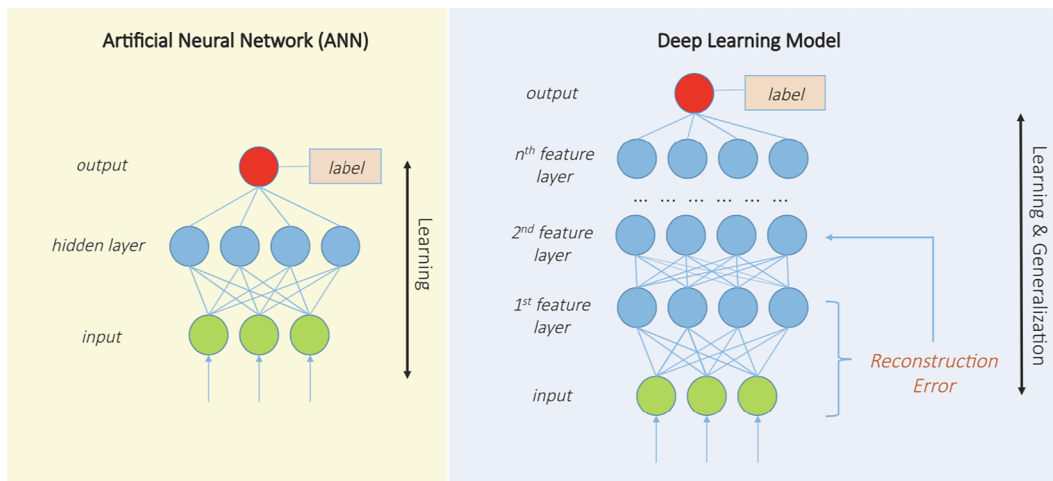 Artificial Neural Network (ANN)
output
label
hidden layer
input
Learning
Deep Learning Model
output
label
nth feature
layer
... ... ... ... ... ...
2nd feature
layer
1st feature
layer
input
Reconstruction
Error
Learning & Generalization